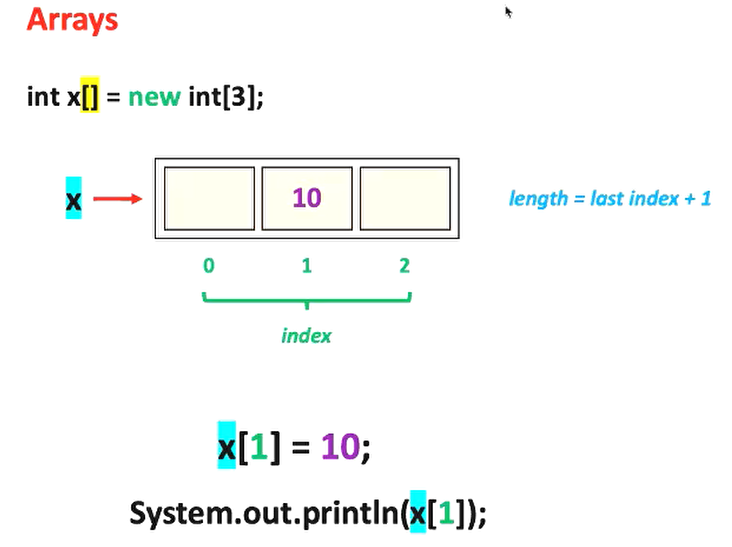 Arrays
int x[] = new int[3];
x
10
length = last index + 1
0 1 2
index
x[1] = 10;
System.out.println(x[1]);